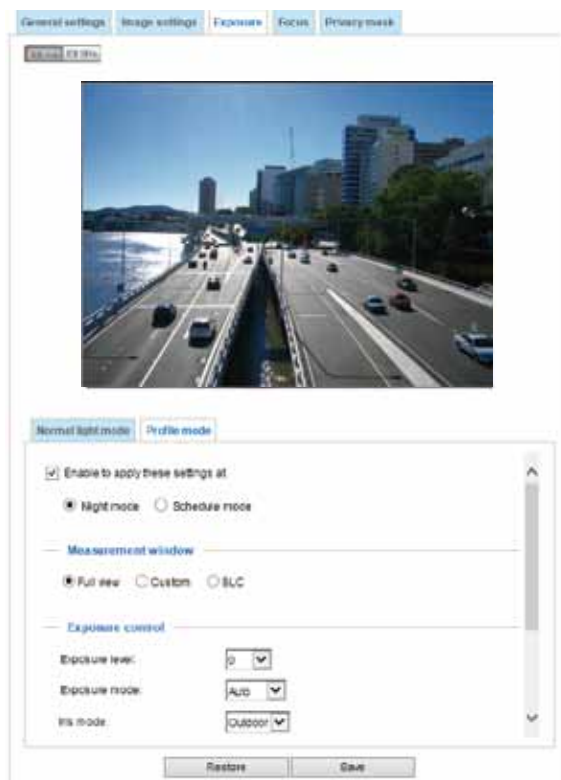 General settings Image settings Exposure Focus Privacy mask
Normal light mode Profile mode
Enable to apply these settings at
Night mode Schedule mode
Measurement window
Full view Custom BLC
Exposure control
Exposure level: 0
Exposure mode: Auto
Iris mode: Outdoor
Restore Save